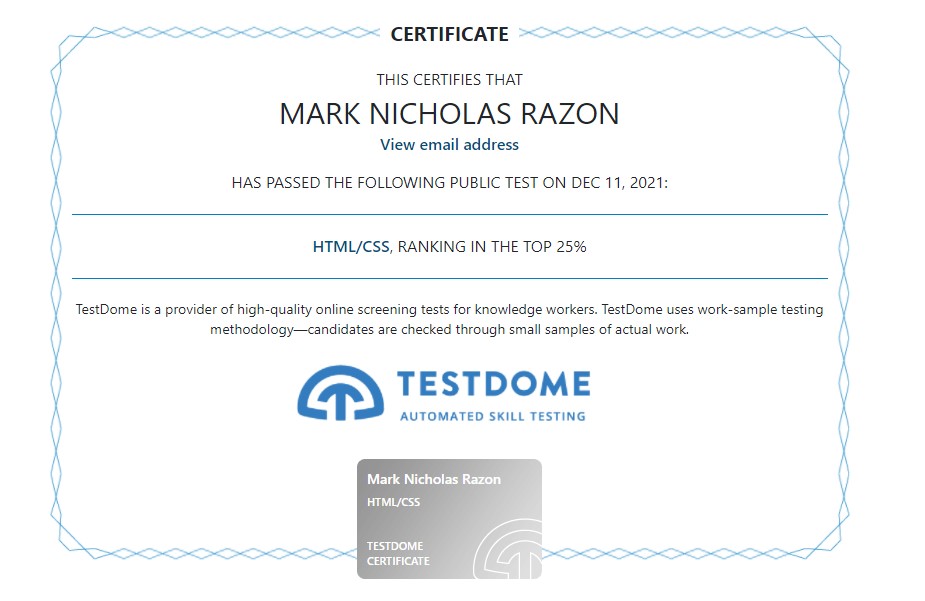 CERTIFICATE
THIS CERTIFIES THAT
MARK NICHOLAS RAZON
View email address
HAS PASSED THE FOLLOWING PUBLIC TEST ON DEC 11, 2021:
HTML/CSS, RANKING IN THE TOP 25%
TestDome is a provider of high-quality online screening tests for knowledge workers. TestDome uses work-sample testing
methodology—candidates are checked through small samples of actual work.
TESTDOME
AUTOMATED SKILL TESTING
Mark Nicholas Razon
HTML/CSS
TESTDOME
CERTIFICATE